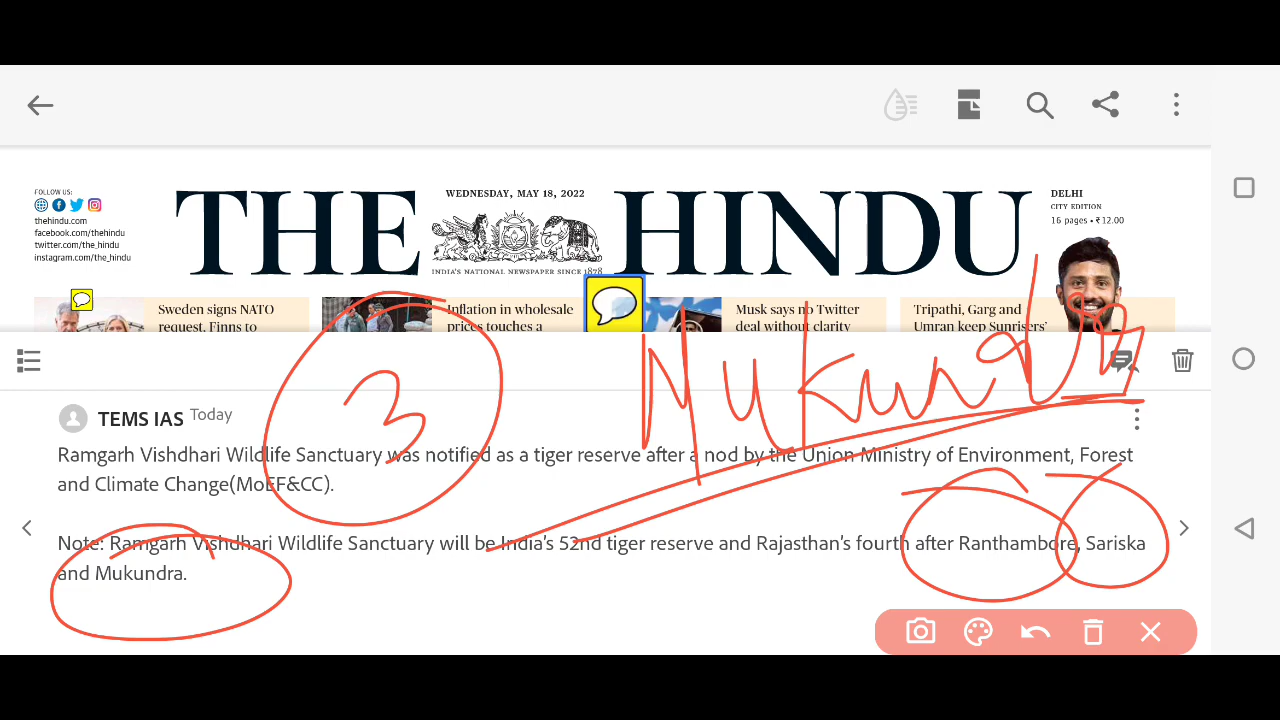 FOLLOW US:
thehindu.com
facebook.com/thehindu
twitter.com/the_hindu
instagram.com/the_hindu
THE HINDU
WEDNESDAY, MAY 18, 2022
INDIA'S NATIONAL NEWSPAPER SINCE 1878
DELHI
CITY EDITION
16 pages • ₹12.00
Sweden signs NATO
request, Finns to
Inflation in wholesale
prices touches a
Musk says no Twitter
deal without clarity
Tripathi, Garg and
Umran keep Sunrisers'
Mukundra
3
TEMS IAS Today
Ramgarh Vishdhari Wildlife Sanctuary was notified as a tiger reserve after a nod by the Union Ministry of Environment, Forest
and Climate Change(MoEF&CC).
Note: Ramgarh Vishdhari Wildlife Sanctuary will be India's 52nd tiger reserve and Rajasthan's fourth after Ranthambore, Sariska
and Mukundra.